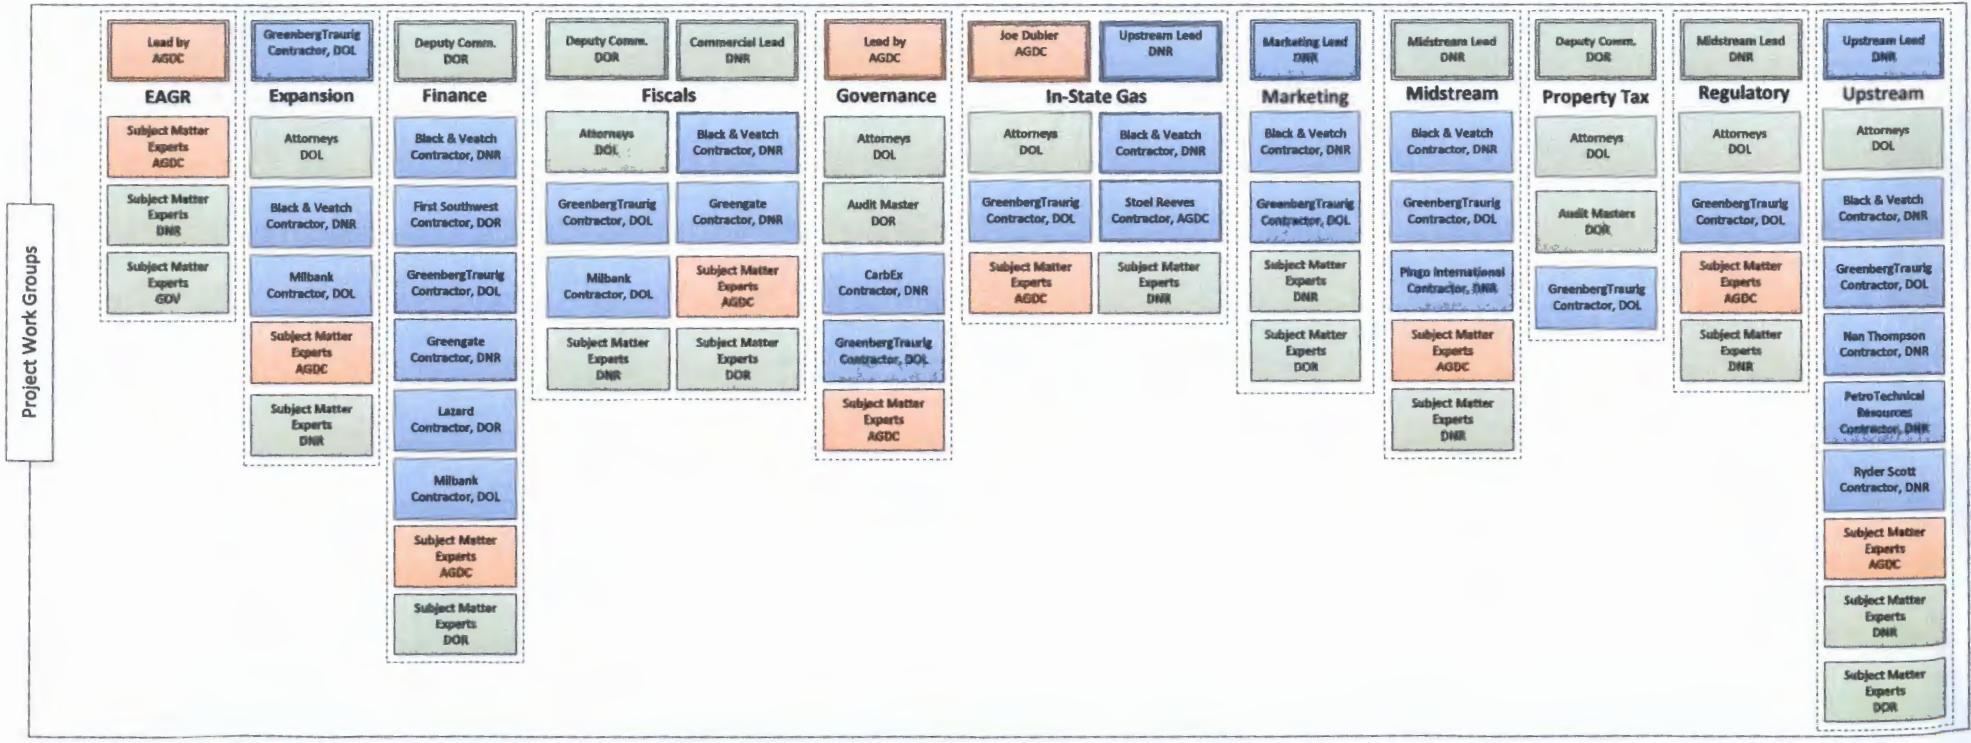 Project Work Groups
Lead by
AGDC
EAGR
Subject Matter
Experts
AGDC
Subject Matter
Experts
DNR
Subject Matter
Experts
GOV
GreenbergTraurig
Contractor, DOL
Expansion
Attorneys
DOL
Black & Veatch
Contractor, DNR
Milbank
Contractor, DOL
Subject Matter
Experts
AGDC
Subject Matter
Experts
DNR
Deputy Comm.
DOR
Finance
Black & Veatch
Contractor, DNR
First Southwest
Contractor, DOR
GreenbergTraurig
Contractor, DOL
Greengate
Contractor, DNR
Lazard
Contractor, DOR
Milbank
Contractor, DOL
Subject Matter
Experts
AGDC
Subject Matter
Experts
DOR
Deputy Comm.
DOR
Commercial Lead
DNR
Fiscals
Attorneys
DOL
Black & Veatch
Contractor, DNR
GreenbergTraurig
Contractor, DOL
Greengate
Contractor, DNR
Milbank
Contractor, DOL
Subject Matter
Experts
AGDC
Subject Matter
Experts
DNR
Subject Matter
Experts
DOR
Lead by
AGDC
Governance
Attorneys
DOL
Audit Master
DOR
CarbEx
Contractor, DNR
GreenbergTraurig
Contractor, DOL
Subject Matter
Experts
AGDC
Joe Dubler
AGDC
Upstream Lead
DNR
In-State Gas
Attorneys
DOL
Black & Veatch
Contractor, DNR
GreenbergTraurig
Contractor, DOL
Stoel Reeves
Contractor, AGDC
Subject Matter
Experts
AGDC
Subject Matter
Experts
DNR
Marketing Lead
DNR
Marketing
Black & Veatch
Contractor, DNR
GreenbergTraurig
Contractor, DOL
Subject Matter
Experts
DNR
Subject Matter
Experts
DOR
Midstream Lead
DNR
Midstream
Black & Veatch
Contractor, DNR
GreenbergTraurig
Contractor, DOL
Pingo International
Contractor, DNR
Subject Matter
Experts
AGDC
Subject Matter
Experts
DNR
Deputy Comm.
DOR
Property Tax
Attorneys
DOL
Audit Masters
DOR
GreenbergTraurig
Contractor, DOL
Midstream Lead
DNR
Regulatory
Attorneys
DOL
GreenbergTraurig
Contractor, DOL
Subject Matter
Experts
AGDC
Subject Matter
Experts
DNR
Upstream Lead
DNR
Upstream
Attorneys
DOL
Black & Veatch
Contractor, DNR
GreenbergTraurig
Contractor, DOL
Nan Thompson
Contractor, DNR
PetroTechnical
Resources
Contractor, DNR
Ryder Scott
Contractor, DNR
Subject Matter
Experts
AGDC
Subject Matter
Experts
DNR
Subject Matter
Experts
DOR